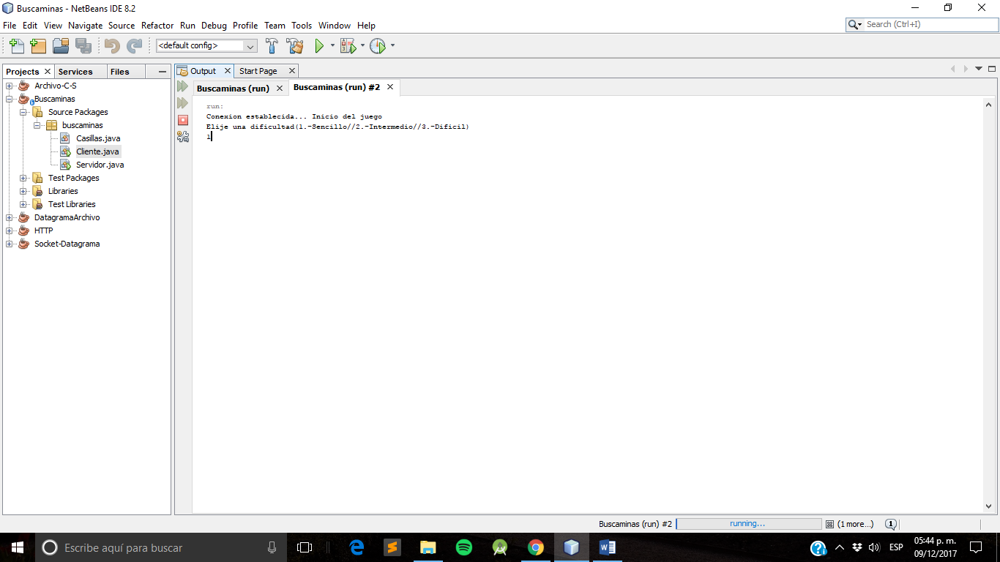 Buscaminas - NetBeans IDE 8.2
File Edit View Navigate Source Refactor Run Debug Profile Team Tools Window Help
Search (Ctrl+I)
<default config>
Projects Services Files
Output Start Page
Archivo-C-S
Buscaminas
Source Packages
buscaminas
Casillas.java
Cliente.java
Servidor.java
Test Packages
Libraries
Test Libraries
DatagramaArchivo
HTTP
Socket-Datagrama
Buscaminas (run) Buscaminas (run) #2
run:
Conexion establecida... Inicio del juego
Elije una dificultad(1.-Sencillo//2.-Intermedio//3.-Dificil)
1
Buscaminas (run) #2 running... (1 more...) 1
Escribe aquí para buscar
ESP
05:44 p. m.
09/12/2017